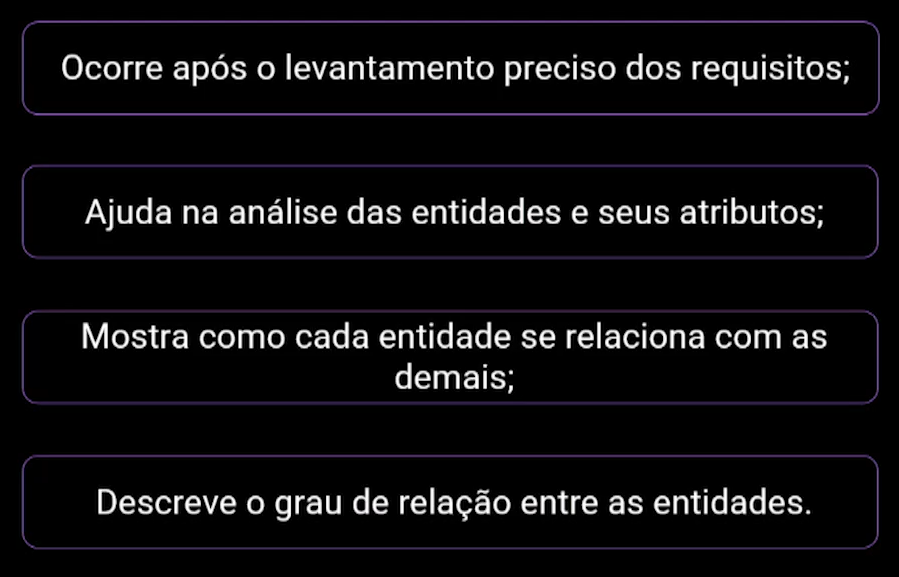 Ocorre após o levantamento preciso dos requisitos;
Ajuda na análise das entidades e seus atributos;
Mostra como cada entidade se relaciona com as
demais;
Descreve o grau de relação entre as entidades.